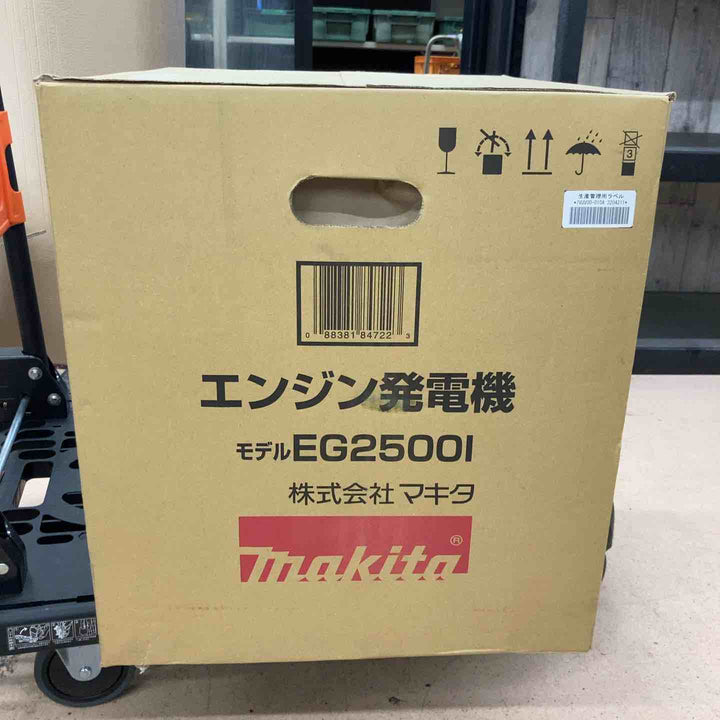 3
生産管理用ラベル
エンジン発電機
0 88381 84722 3
モデルEG2500I
株式会社マキタ
makita®